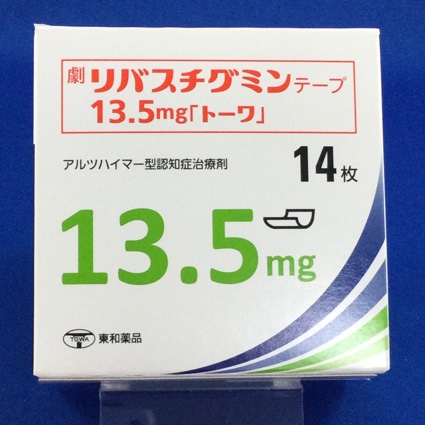 劇 リバスチグミンテープ
13.5mg「トーワ」
アルツハイマー型認知症治療剤
14枚
13.5mg
TOWA 東和薬品